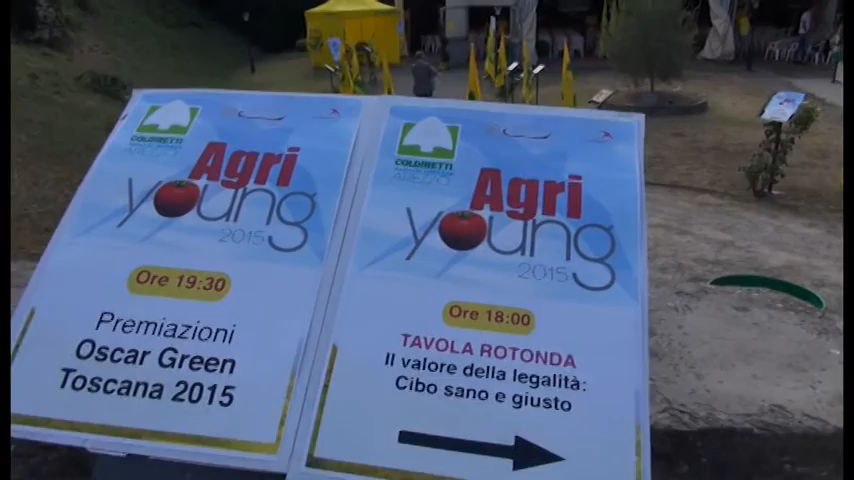 COLDIRETTI
AREZZO
Agri
young
2015
Ore 19:30
Premiazioni
Oscar Green
Toscana 2015
COLDIRETTI
AREZZO
Agri
young
2015
Ore 18:00
TAVOLA ROTONDA
Il valore della legalità:
cibo sano e giusto